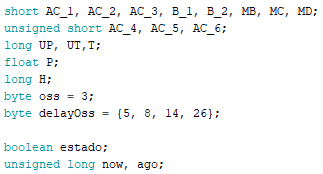 short AC_1, AC_2, AC_3, B_1, B_2, MB, MC, MD;
unsigned short AC_4, AC_5, AC_6;
long UP, UT,T;
float P;
long H;
byte oss = 3;
byte delayOss = {5, 8, 14, 26};
boolean estado;
unsigned long now, ago;